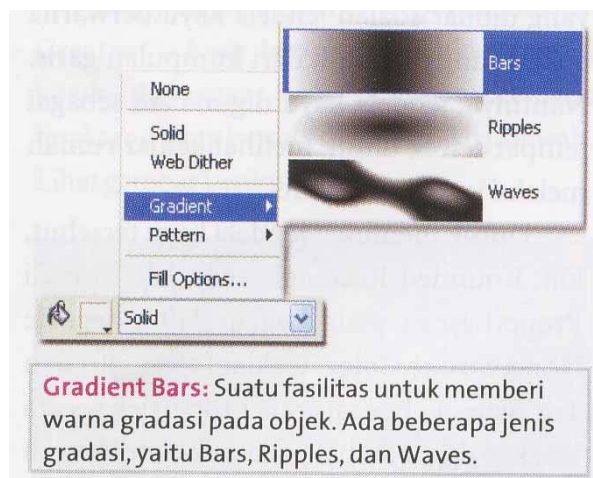 None
Solid
Web Dither
Gradient
Pattern
Fill Options...
Solid
Bars
Ripples
Waves
Gradient Bars: Suatu fasilitas untuk memberi
warna gradasi pada objek. Ada beberapa jenis
gradasi, yaitu Bars, Ripples, dan Waves.